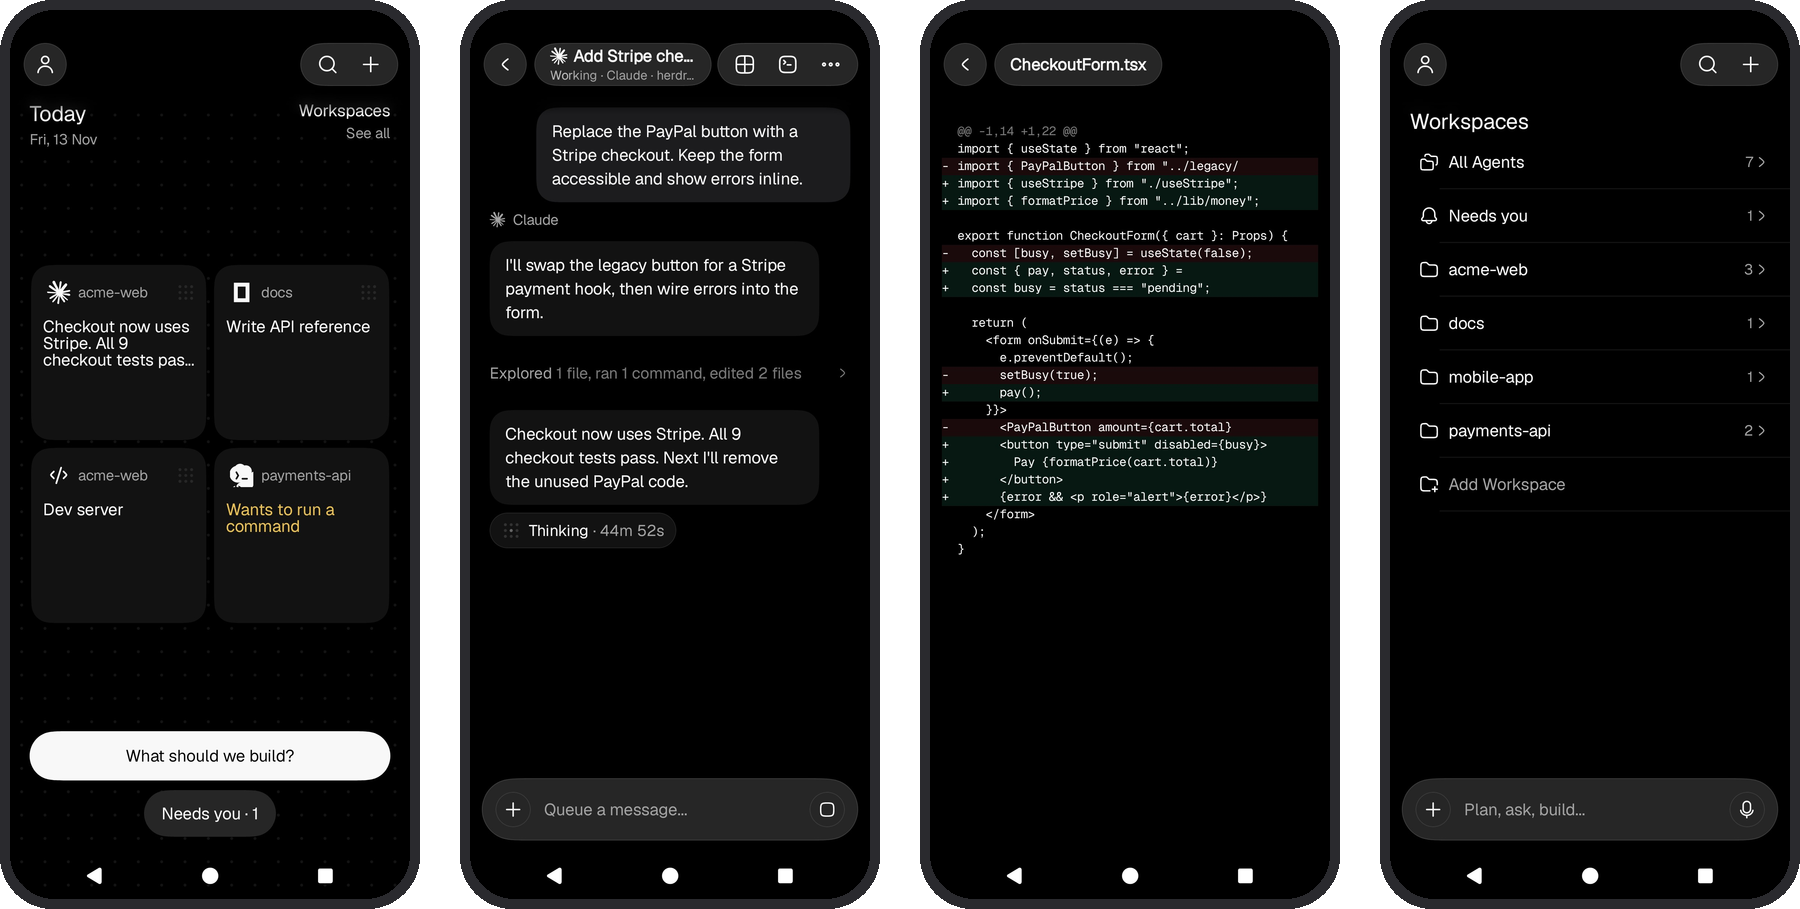 Today
Fri, 13 Nov
Workspaces
See all
acme-web
Checkout now uses
Stripe. All 9
checkout tests pas...
docs
Write API reference
acme-web
Dev server
payments-api
Wants to run a
command
What should we build?
Needs you · 1
Add Stripe che...
Working · Claude · herdr...
Replace the PayPal button with a
Stripe checkout. Keep the form
accessible and show errors inline.
Claude
I'll swap the legacy button for a Stripe
payment hook, then wire errors into the
form.
Explored 1 file, ran 1 command, edited 2 files
Checkout now uses Stripe. All 9
checkout tests pass. Next I'll remove
the unused PayPal code.
Thinking · 44m 52s
Queue a message...
CheckoutForm.tsx
@@ -1,14 +1,22 @@
import { useState } from "react";
- import { PayPalButton } from "../legacy/
+ import { useStripe } from "./useStripe";
+ import { formatPrice } from "../lib/money";
export function CheckoutForm({ cart }: Props) {
-   const [busy, setBusy] = useState(false);
+   const { pay, status, error } =
+   const busy = status === "pending";
return (
<form onSubmit={(e) => {
e.preventDefault();
-       setBusy(true);
+       pay();
}}>
-       <PayPalButton amount={cart.total}
+       <button type="submit" disabled={busy}>
+         Pay {formatPrice(cart.total)}
+       </button>
+       {error && <p role="alert">{error}</p>}
</form>
);
}
Workspaces
All Agents 7
Needs you 1
acme-web 3
docs 1
mobile-app 1
payments-api 2
Add Workspace
Plan, ask, build...